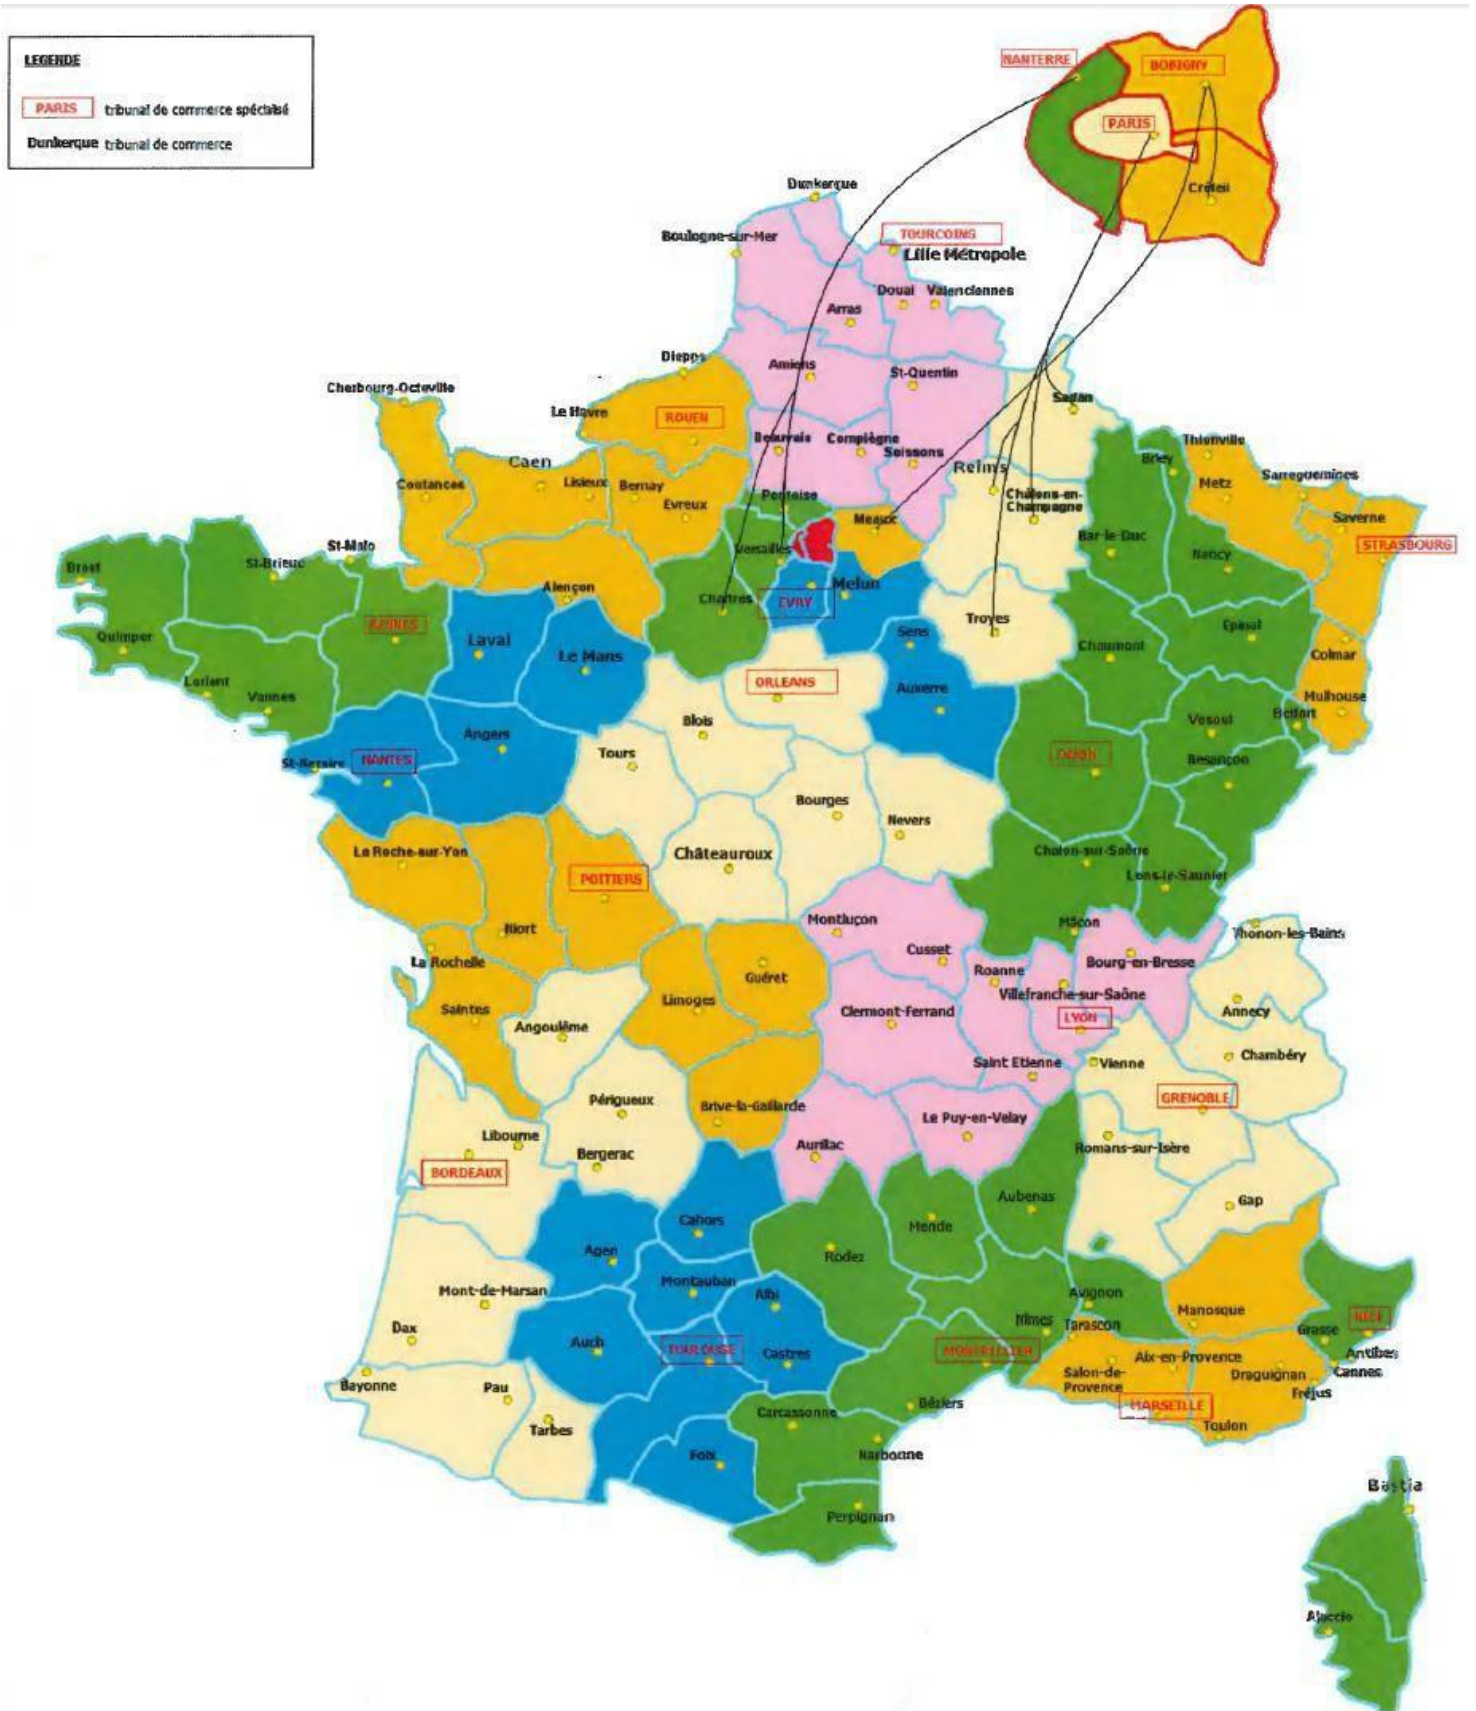 LEGENDE
PARIS tribunal de commerce spécialisé
Dunkerque tribunal de commerce
NANTERRE
BOBIGNY
PARIS
Créteil
Dunkerque
Boulogne-sur-Mer
TOURCOING
Lille Métropole
Douai
Valenciennes
Arras
Dieppe
Amiens
St-Quentin
Cherbourg-Octeville
Sedan
Le Havre
ROUEN
Beauvais
Compiègne
Soissons
Thionville
Caen
Briey
Reims
Sarreguemines
Coutances
Lisieux
Bernay
Metz
Evreux
Pontoise
Châlons-en-
Champagne
Meaux
Saverne
Bar-le-Duc
STRASBOURG
St-Malo
Versailles
Nancy
Brest
St-Brieuc
Alençon
Chartres
EVRY
Melun
RENNES
Troyes
Epinal
Quimper
Laval
Sens
Le Mans
Chaumont
Colmar
Lorient
ORLEANS
Auxerre
Vannes
Mulhouse
Blois
Vesoul
Belfort
Angers
Tours
DIJON
St-Nazaire
NANTES
Besançon
Bourges
Nevers
La Roche-sur-Yon
Châteauroux
Chalon-sur-Saône
POITIERS
Lons-le-Saunier
Montluçon
Mâcon
Niort
Thonon-les-Bains
Cusset
La Rochelle
Roanne
Bourg-en-Bresse
Guéret
Villefranche-sur-Saône
Limoges
Saintes
Clermont-Ferrand
Annecy
Angoulême
LYON
Chambéry
Saint Etienne
Vienne
Périgueux
Brive-la-Gaillarde
GRENOBLE
Le Puy-en-Velay
Libourne
Aurillac
Romans-sur-Isère
Bergerac
BORDEAUX
Aubenas
Gap
Cahors
Mende
Agen
Rodez
Montauban
Mont-de-Marsan
Albi
Avignon
Manosque
Dax
Auch
Nîmes
Tarascon
NICE
Grasse
TOULOUSE
Castres
MONTPELLIER
Antibes
Aix-en-Provence
Salon-de-
Provence
Draguignan
Cannes
Bayonne
Pau
Fréjus
Béziers
MARSEILLE
Carcassonne
Tarbes
Toulon
Foix
Narbonne
Bastia
Perpignan
Ajaccio